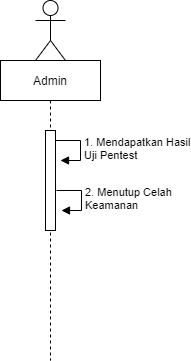 Admin
1. Mendapatkan Hasil
Uji Pentest
2. Menutup Celah
Keamanan